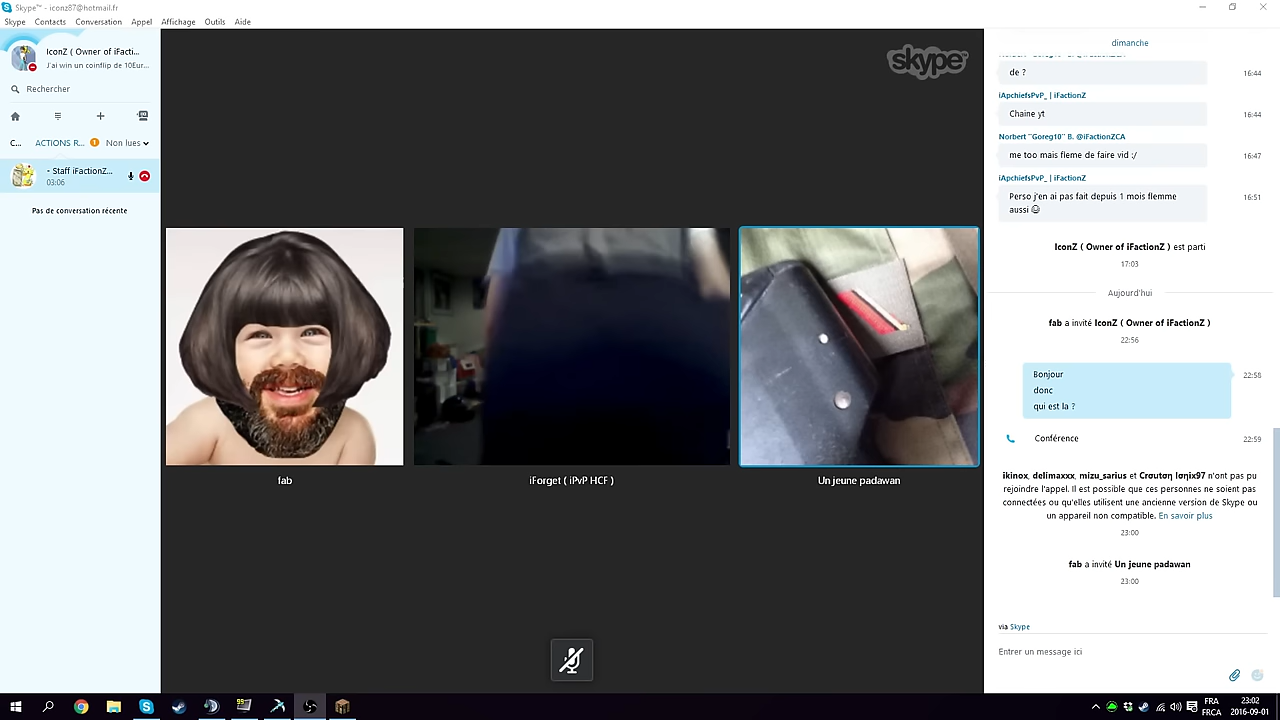 Skype™ - iconz87@hotmail.fr
Skype Contacts Conversation Appel Affichage Outils Aide
IconZ ( Owner of iFacti...
J'ai win un coinflip de 10Eur...
Rechercher
C... ACTIONS R... 1 Non lues
- Staff iFactionZ...
03:06
Pas de conversation récente
skype
fab
iForget ( iPvP HCF )
Un jeune padawan
dimanche
de ?
16:44
iApchiefsPvP_ | iFactionZ
Chaine yt
16:44
Norbert "Goreg10" B. @iFactionZCA
me too mais fleme de faire vid :/
16:47
iApchiefsPvP_ | iFactionZ
Perso j'en ai pas fait depuis 1 mois flemme
aussi
16:51
IconZ ( Owner of iFactionZ ) est parti
17:03
Aujourd'hui
fab a invité IconZ ( Owner of iFactionZ )
22:56
Bonjour
donc
qui est la ?
22:58
Conférence
22:59
ikinox, delimaxxx, mizu_sarius et Crøutøη Iøηix97 n'ont pas pu
rejoindre l'appel. Il est possible que ces personnes ne soient pas
connectées ou qu'elles utilisent une ancienne version de Skype ou
un appareil non compatible. En savoir plus
23:00
fab a invité Un jeune padawan
23:00
via Skype
Entrer un message ici
FRA
FRCA
23:02
2016-09-01